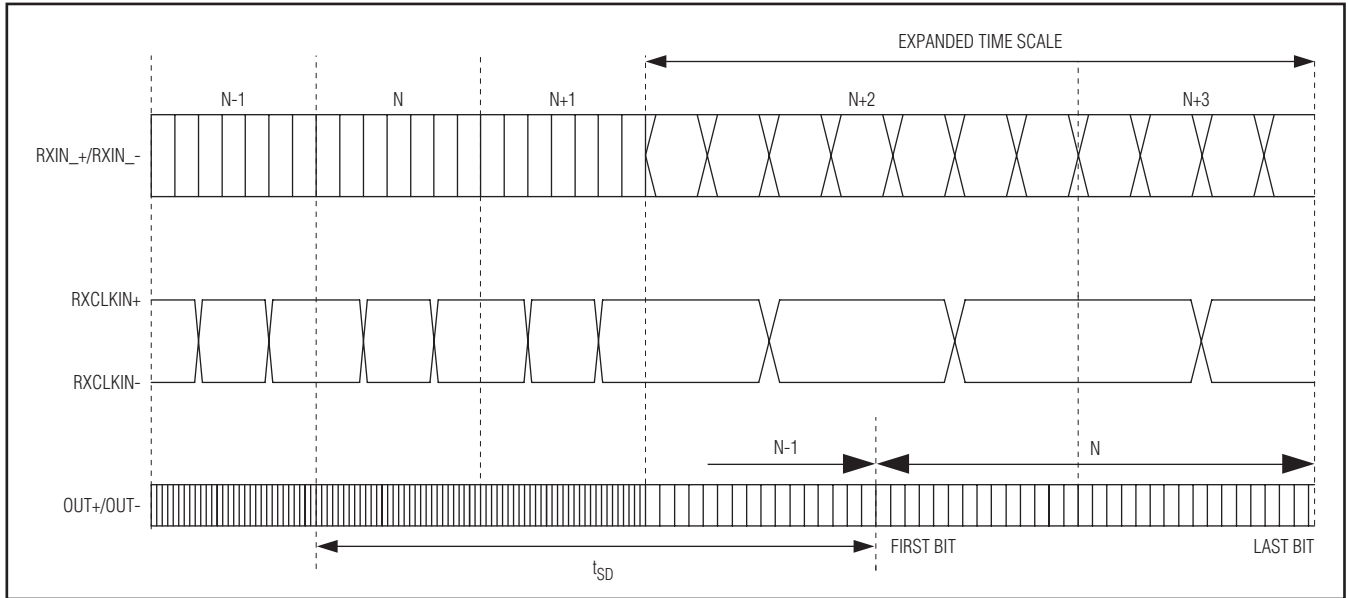 EXPANDED TIME SCALE
N-1 N N+1 N+2 N+3
RXIN_+/RXIN_-
RXCLKIN+
RXCLKIN-
N-1 N
OUT+/OUT-
FIRST BIT LAST BIT
tSD